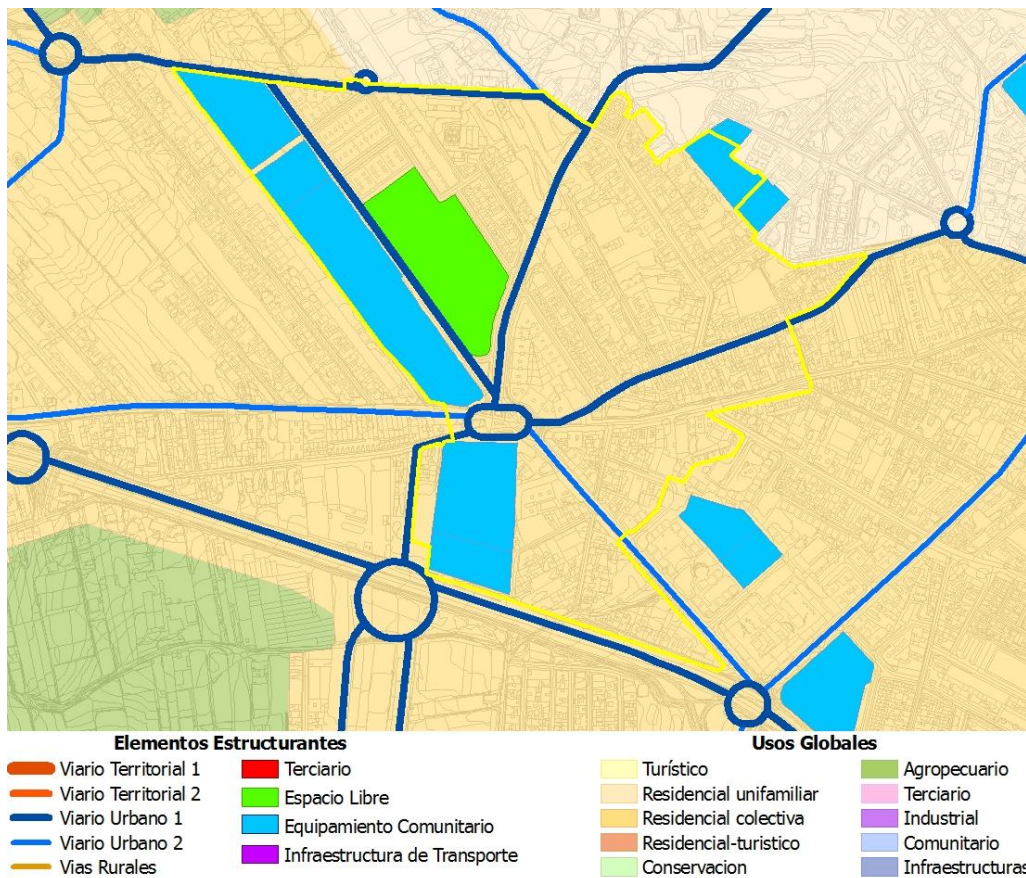 Elementos Estructurantes
Viario Territorial 1
Viario Territorial 2
Viario Urbano 1
Viario Urbano 2
Vias Rurales
Terciario
Espacio Libre
Equipamiento Comunitario
Infraestructura de Transporte
Usos Globales
Turístico
Residencial unifamiliar
Residencial colectiva
Residencial-turistico
Conservacion
Agropecuario
Terciario
Industrial
Comunitario
Infraestructuras